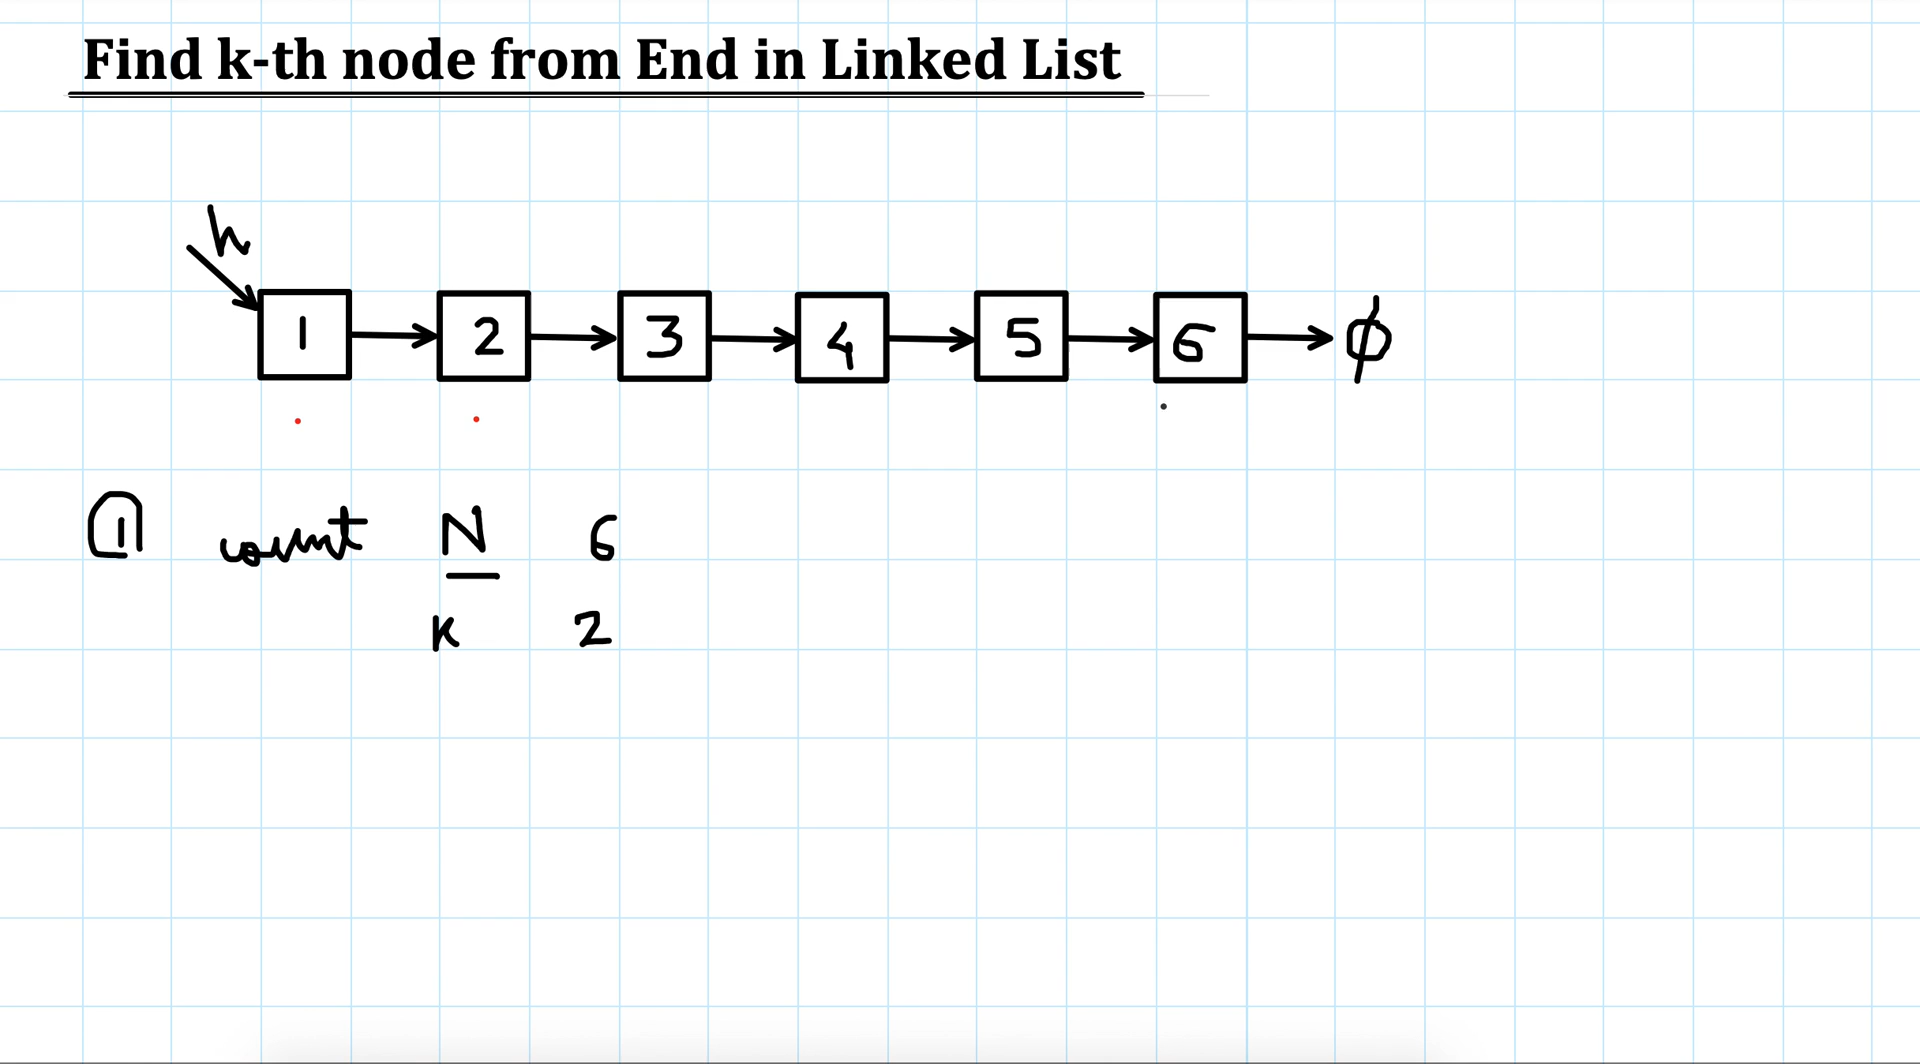 Find k-th node from End in Linked List
h
1 2 3 4 5 6 ϕ
① count N 6
k 2